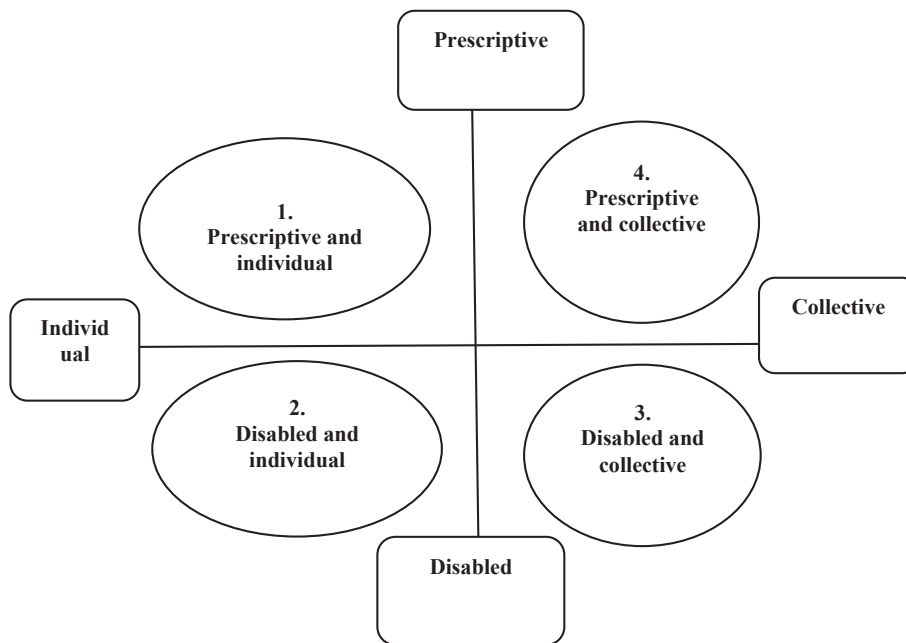 Prescriptive
1.
Prescriptive and
individual
4.
Prescriptive
and collective
Individ
ual
Collective
2.
Disabled and
individual
3.
Disabled and
collective
Disabled